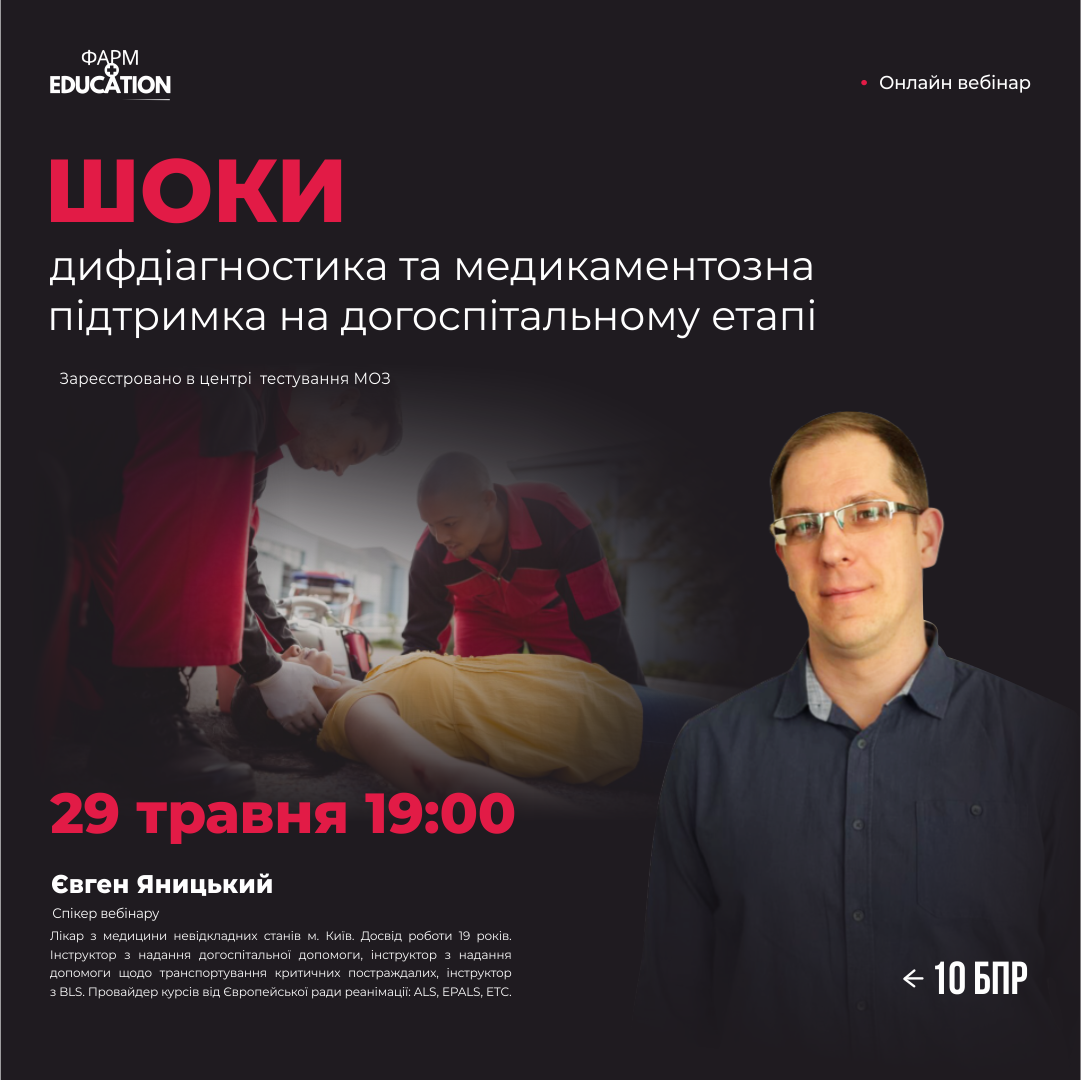 ФАРМ
EDUCATION
Онлайн вебінар
ШОКИ
дифдіагностика та медикаментозна
підтримка на догоспітальному етапі
Зареєстровано в центрі тестування МОЗ
29 травня 19:00
Євген Яницький
Спікер вебінару
Лікар з медицини невідкладних станів м. Київ. Досвід роботи 19 років.
Інструктор з надання догоспітальної допомоги, інструктор з надання
допомоги щодо транспортування критичних постраждалих, інструктор
з BLS. Провайдер курсів від Європейської ради реанімації: ALS, EPALS, ETC.
← 10 БПР